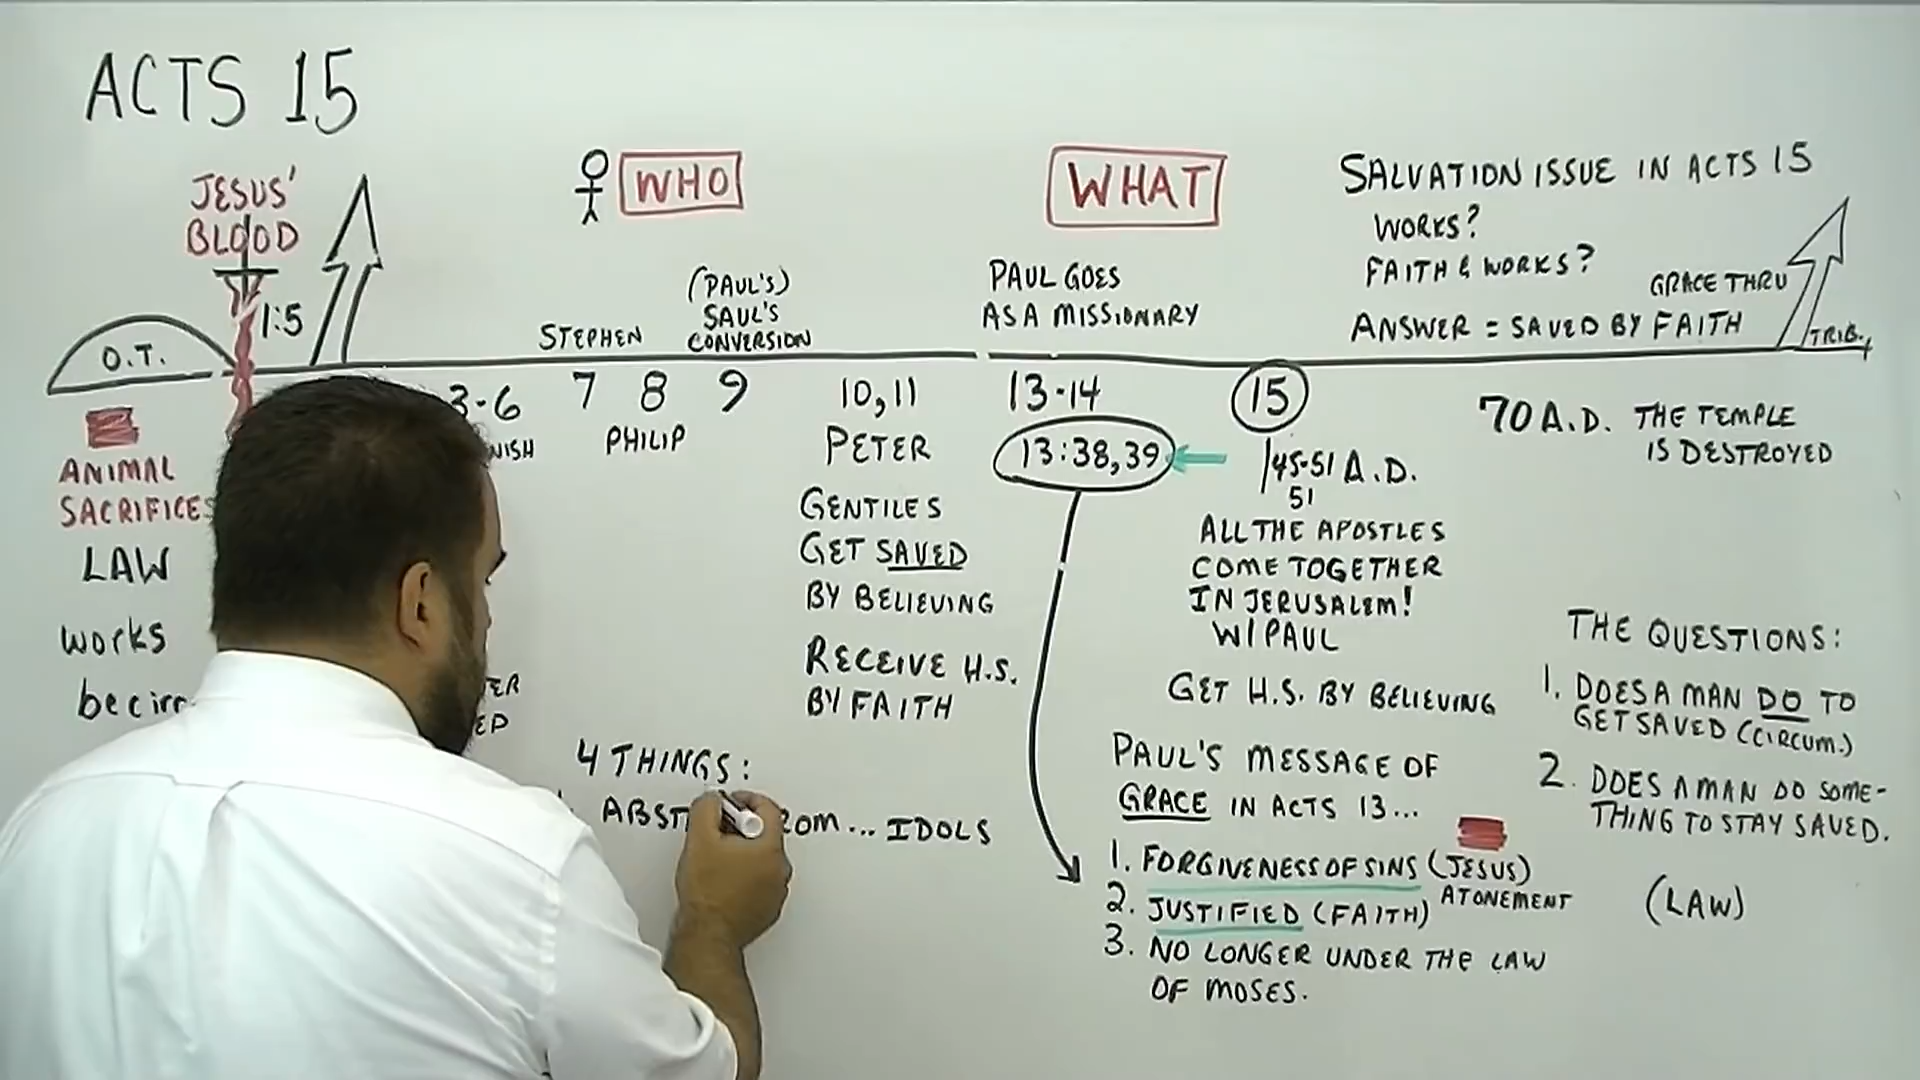 ACTS 15
JESUS'
BLOOD
1:5
O.T.
ANIMAL
SACRIFICES
LAW
works
be circ
WHO
STEPHEN
(PAUL'S)
SAUL'S
CONVERSION
3-6
7
8
9
10,11
PHILIP
PETER
GENTILES
GET SAVED
BY BELIEVING
RECEIVE H.S.
BY FAITH
4 THINGS:
ABST ROM... IDOLS
WHAT
PAUL GOES
AS A MISSIONARY
13-14
13:38,39
15
45-51 A.D.
51
ALL THE APOSTLES
COME TOGETHER
IN JERUSALEM!
W/PAUL
GET H.S. BY BELIEVING
PAUL'S MESSAGE OF
GRACE IN ACTS 13...
1. FORGIVENESS OF SINS (JESUS)
ATONEMENT
2. JUSTIFIED (FAITH)
3. NO LONGER UNDER THE LAW
OF MOSES.
SALVATION ISSUE IN ACTS 15
WORKS?
FAITH & WORKS?
GRACE THRU
ANSWER = SAVED BY FAITH
TRIB.
70 A.D. THE TEMPLE
IS DESTROYED
THE QUESTIONS:
1. DOES A MAN DO TO
GET SAVED (CIRCUM.)
2. DOES A MAN DO SOME-
THING TO STAY SAVED.
(LAW)